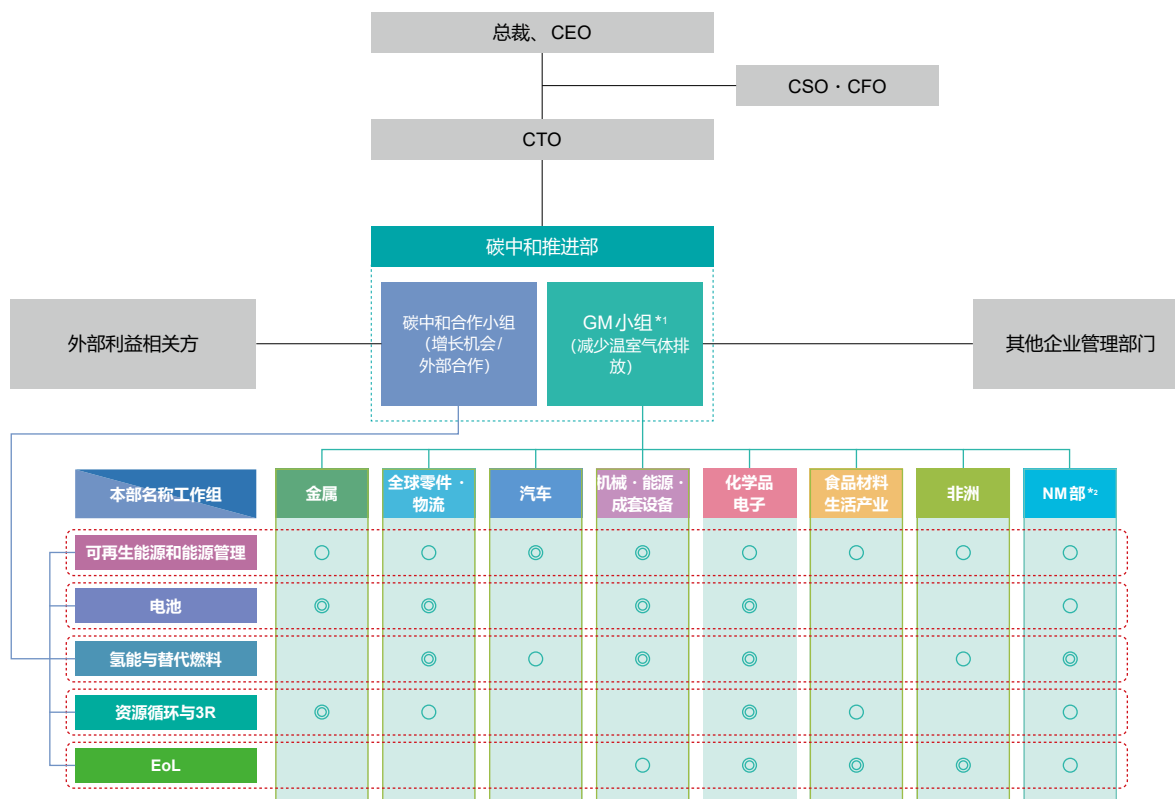 总裁、CEO
CSO・CFO
CTO
碳中和推进部
碳中和合作小组
（增长机会/
外部合作）
GM小组*1
(减少温室气体排
放)
外部利益相关方
其他企业管理部门
本部名称工作组
金属
全球零件・
物流
汽车
机械・能源・
成套设备
化学品
电子
食品材料
生活产业
非洲
NM部*2
可再生能源和能源管理
○ ○ ◎ ◎ ○ ○ ○ ○
电池
◎ ◎ ◎ ◎ ○
氢能与替代燃料
◎ ○ ◎ ◎ ○ ◎
资源循环与3R
◎ ○ ◎ ○ ○
EoL
○ ◎ ◎ ◎ ○